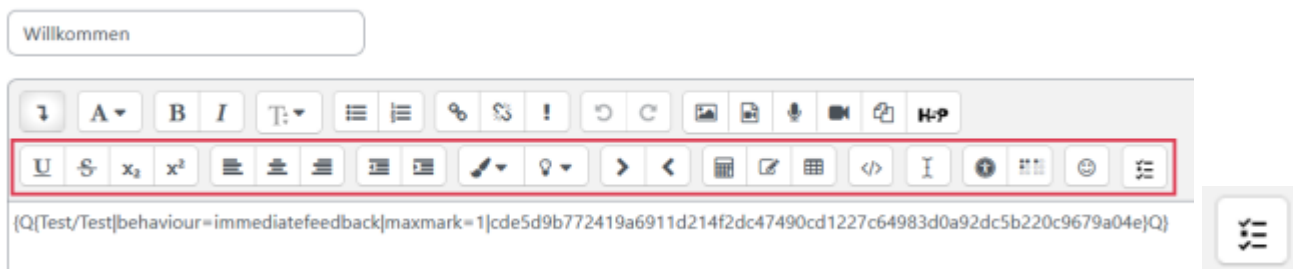 Willkommen
A B I T: ! H-P
U S x₂ x² </>
{Q{Test/Test|behaviour=immediatefeedback|maxmark=1|cde5d9b772419a6911d214f2dc47490cd1227c64983d0a92dc5b220c9679a04e}Q}